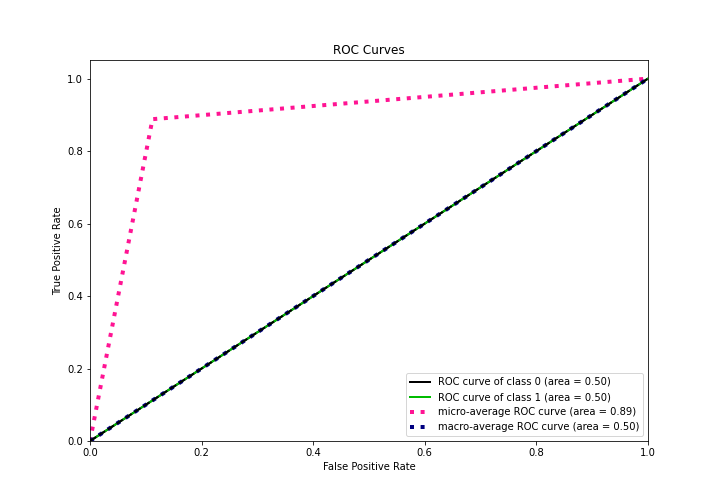 ROC Curves
1.0
0.8
0.6
0.4
0.2
0.0
True Positive Rate
0.0 0.2 0.4 0.6 0.8 1.0
False Positive Rate
ROC curve of class 0 (area = 0.50)
ROC curve of class 1 (area = 0.50)
micro-average ROC curve (area = 0.89)
macro-average ROC curve (area = 0.50)